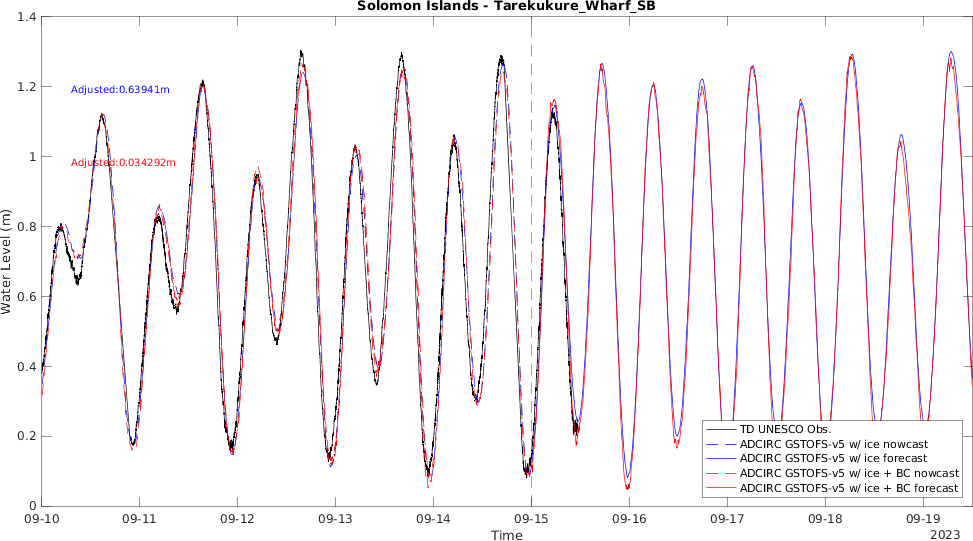 Solomon Islands - Tarekukure_Wharf_SB
1.4
1.2
1
0.8
0.6
0.4
0.2
0
Water Level (m)
Adjusted:0.63941m
Adjusted:0.034292m
TD UNESCO Obs.
ADCIRC GSTOFS-v5 w/ ice nowcast
ADCIRC GSTOFS-v5 w/ ice forecast
ADCIRC GSTOFS-v5 w/ ice + BC nowcast
ADCIRC GSTOFS-v5 w/ ice + BC forecast
09-10 09-11 09-12 09-13 09-14 09-15 09-16 09-17 09-18 09-19
Time
2023